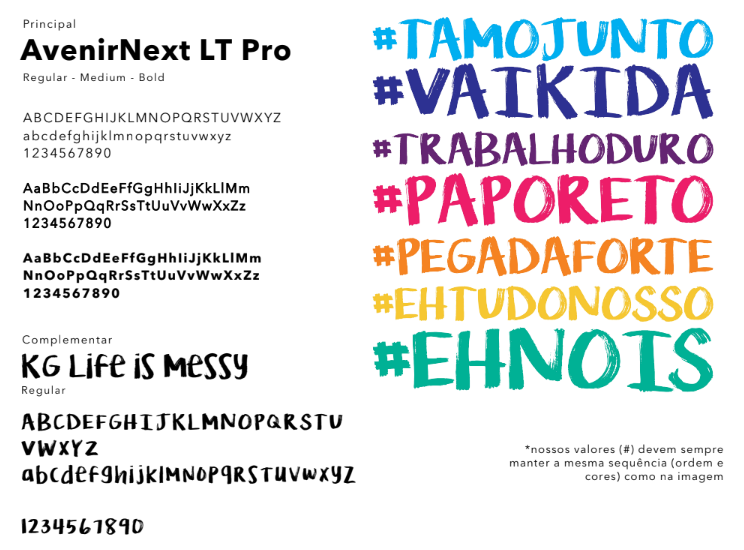 Principal
AvenirNext LT Pro
Regular - Medium - Bold
ABCDEFGHIJKLMNOPQRSTUVWXYZ
abcdefghijklmnopqrstuvwxyz
1234567890
AaBbCcDdEeFfGgHhIiJjKkLlMm
NnOoPpQqRrSsTtUuVvWwXxZz
1234567890
AaBbCcDdEeFfGgHhIiJjKkLlMm
NnOoPpQqRrSsTtUuVvWwXxZz
1234567890
Complementar
KG Life is Messy
Regular
ABCDEFGHIJKLMNOPQRSTU
VWXYZ
abcdefghijklmnopqrstuvwxyz
1234567890
#TAMOJUNTO
#VAIKIDA
#TRABALHODURO
#PAPORETO
#PEGADAFORTE
#EHTUDONOSSO
#EHNOIS
*nossos valores (#) devem sempre
manter a mesma sequência (ordem e
cores) como na imagem